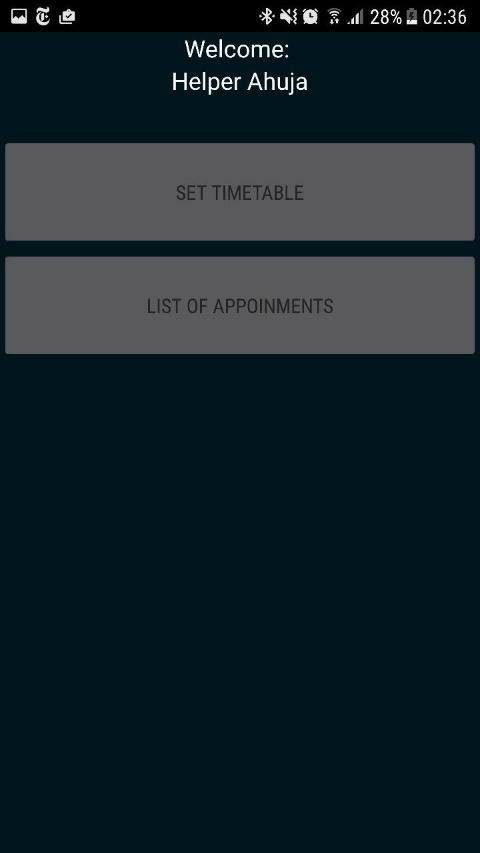 28% 02:36
Welcome:
Helper Ahuja
SET TIMETABLE
LIST OF APPOINMENTS